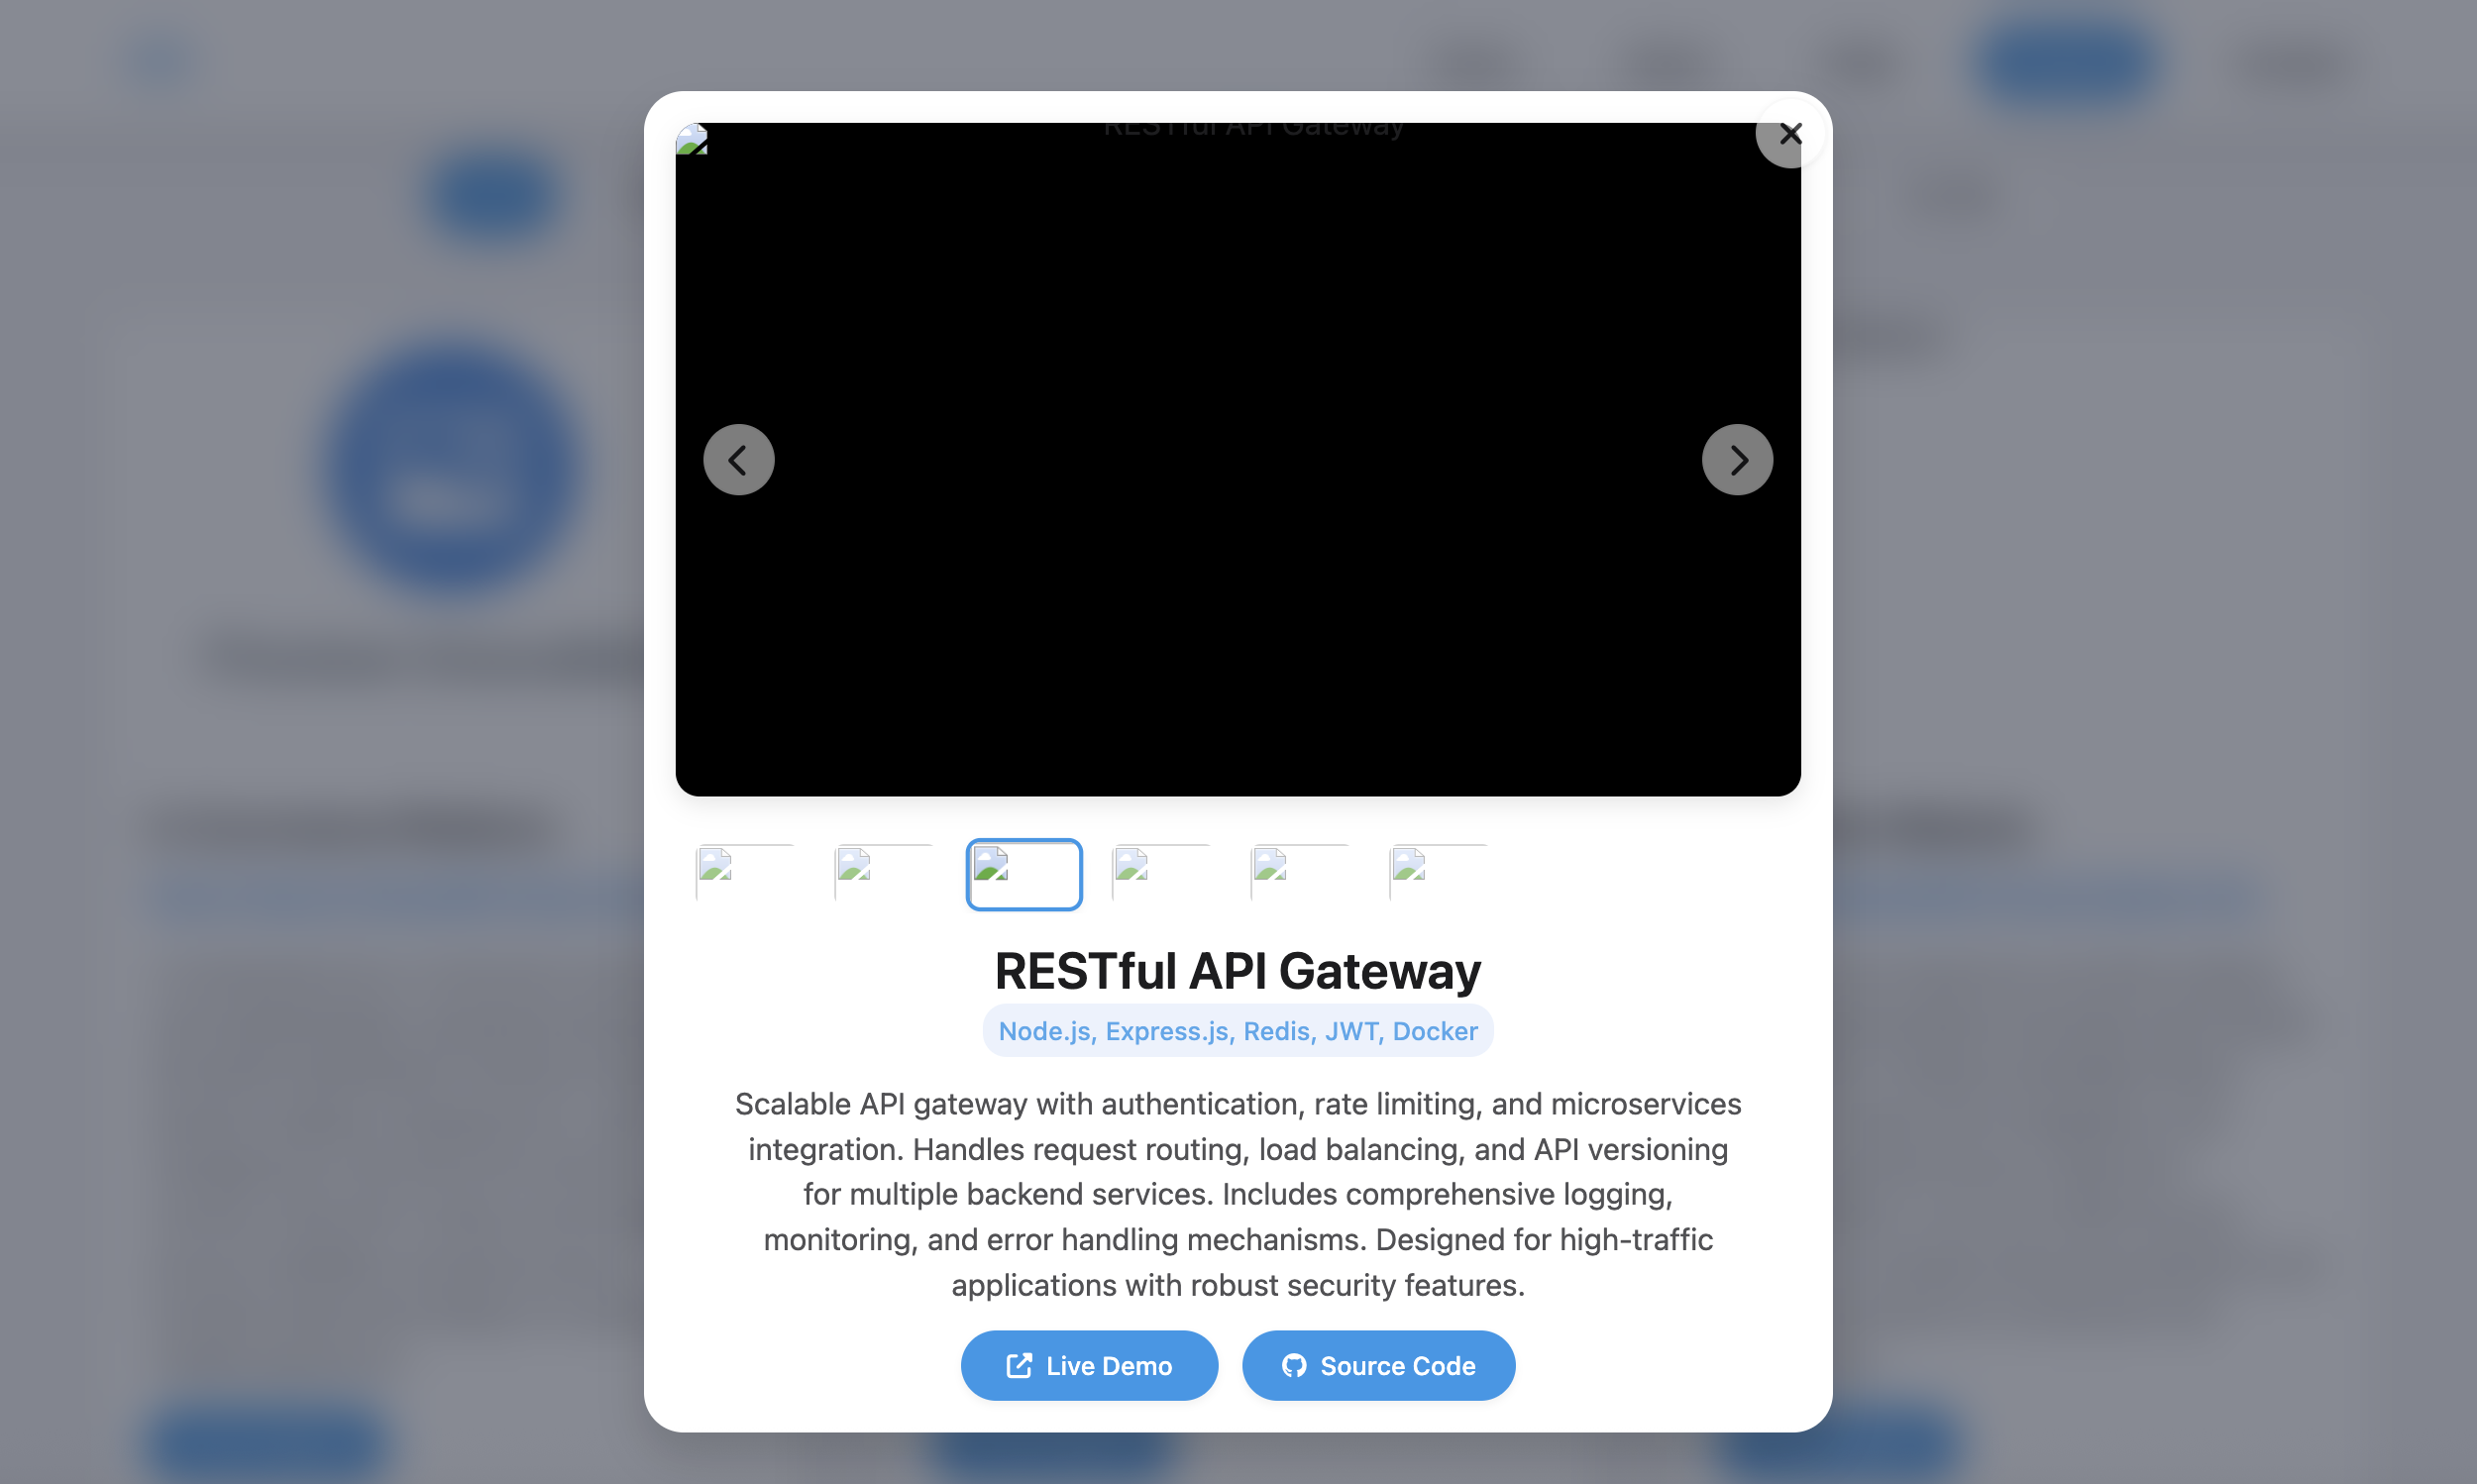 RESTful API Gateway
RESTful API Gateway
Node.js, Express.js, Redis, JWT, Docker
Scalable API gateway with authentication, rate limiting, and microservices
integration. Handles request routing, load balancing, and API versioning
for multiple backend services. Includes comprehensive logging,
monitoring, and error handling mechanisms. Designed for high-traffic
applications with robust security features.
Live Demo
Source Code